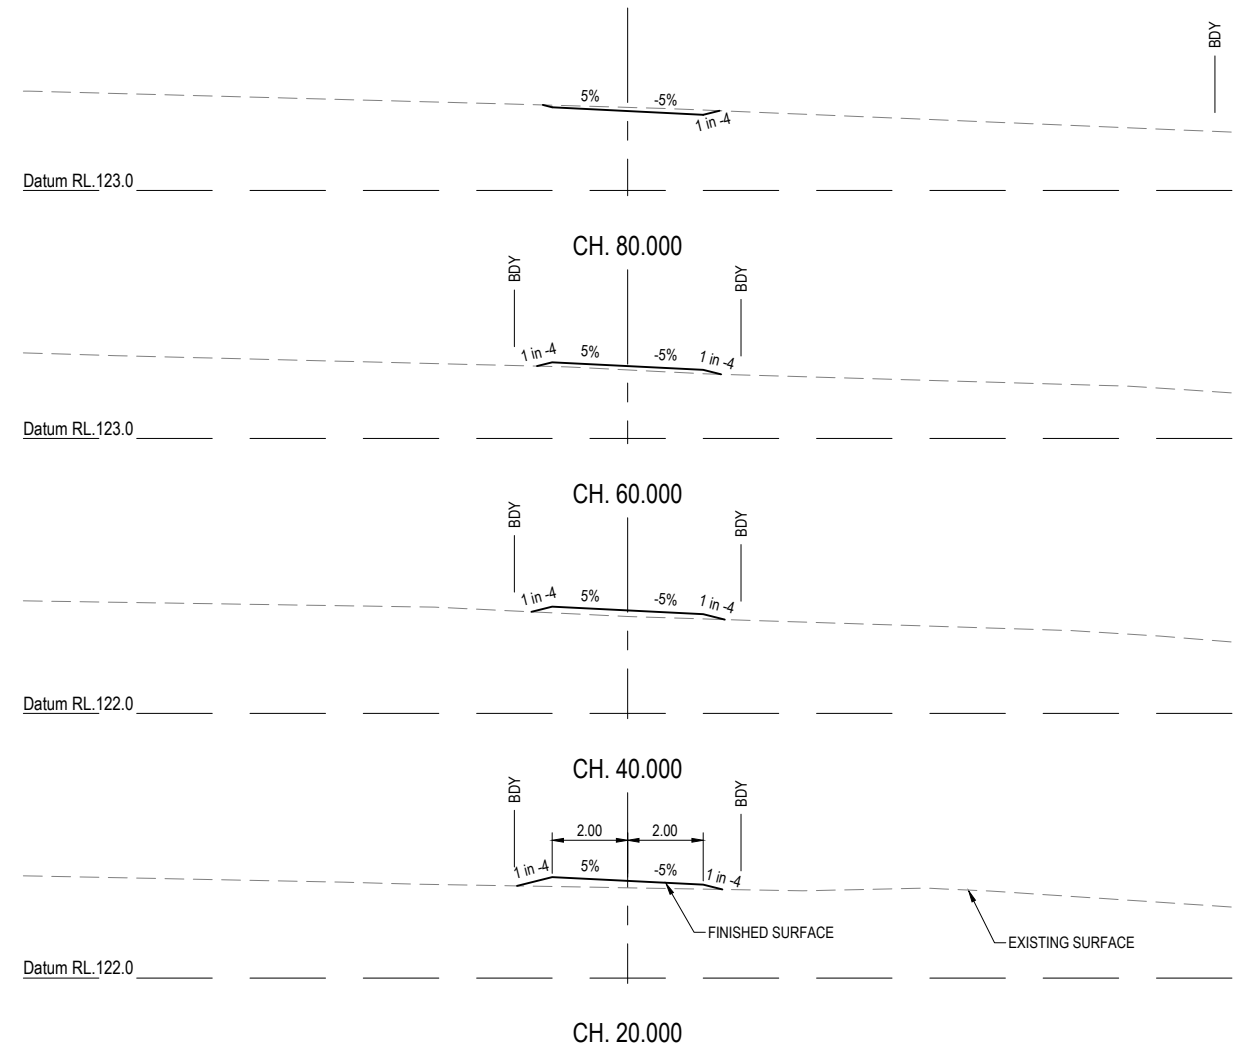 BDY
5% -5%
1 in -4
Datum RL.123.0
CH. 80.000
BDY BDY
1 in -4 5% -5% 1 in -4
Datum RL.123.0
CH. 60.000
BDY BDY
1 in -4 5% -5% 1 in -4
Datum RL.122.0
CH. 40.000
BDY BDY
2.00 2.00
1 in -4 5% -5% 1 in -4
FINISHED SURFACE
EXISTING SURFACE
Datum RL.122.0
CH. 20.000